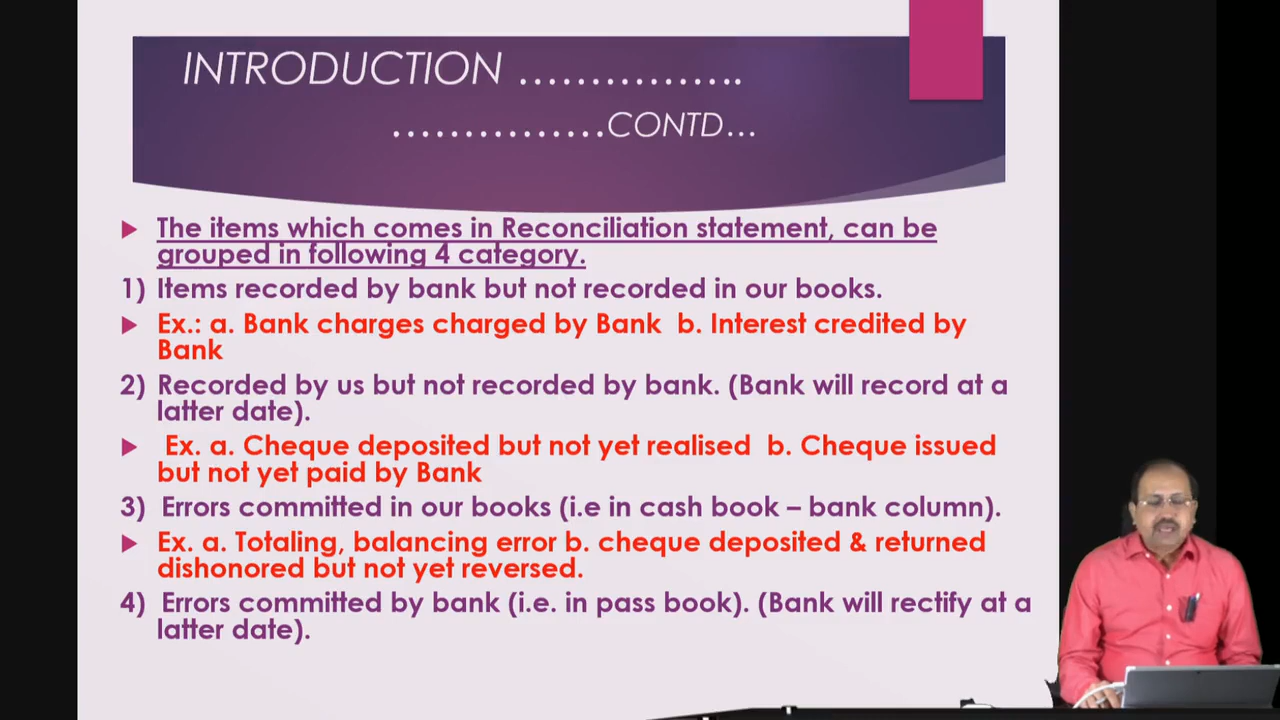 INTRODUCTION ................
...............CONTD...
The items which comes in Reconciliation statement, can be
grouped in following 4 category.
1) Items recorded by bank but not recorded in our books.
Ex.: a. Bank charges charged by Bank b. Interest credited by
Bank
2) Recorded by us but not recorded by bank. (Bank will record at a
latter date).
Ex. a. Cheque deposited but not yet realised b. Cheque issued
but not yet paid by Bank
3) Errors committed in our books (i.e in cash book – bank column).
Ex. a. Totaling, balancing error b. cheque deposited & returned
dishonored but not yet reversed.
4) Errors committed by bank (i.e. in pass book). (Bank will rectify at a
latter date).